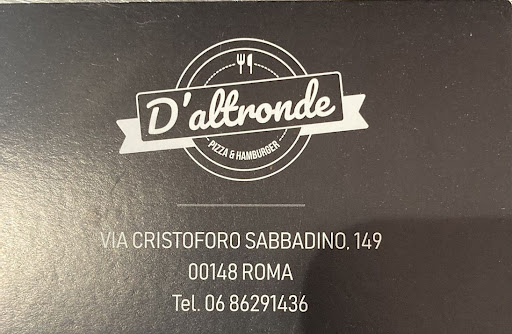 D'altronde
PIZZA & HAMBURGER
VIA CRISTOFORO SABBADINO, 149
00148 ROMA
Tel. 06 86291436